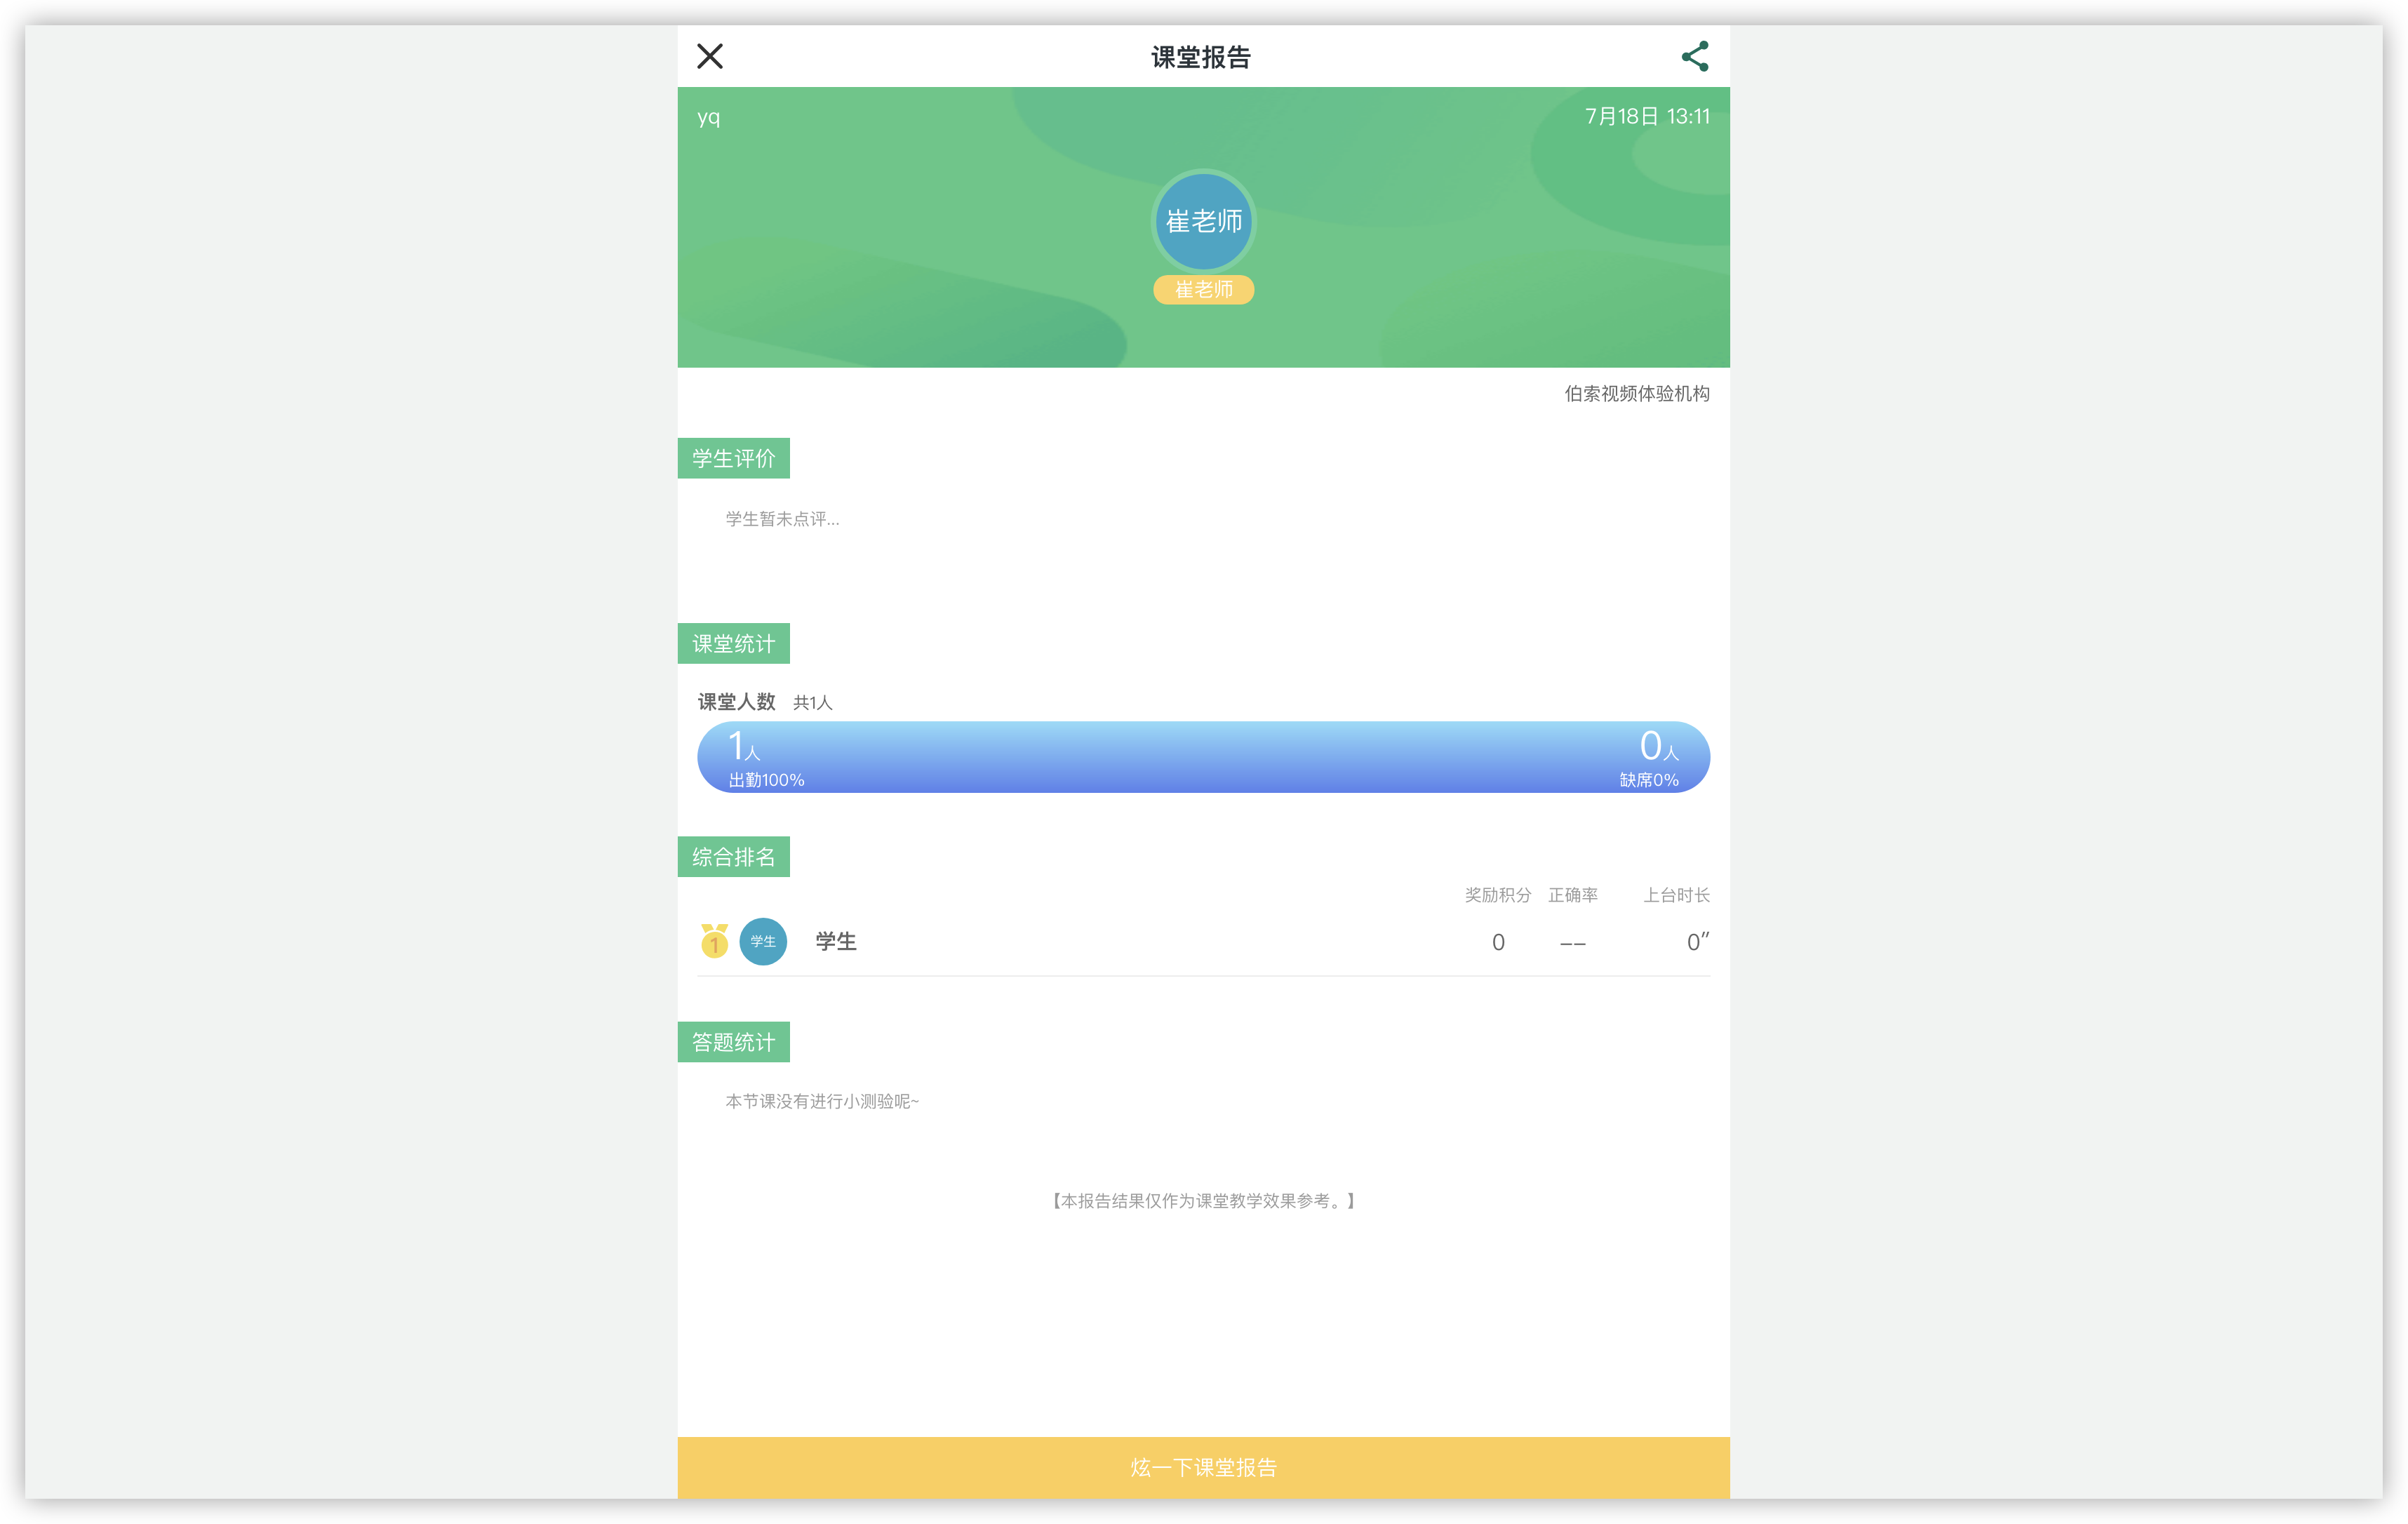 课堂报告
yq 7月18日 13:11
崔老师
崔老师
伯索视频体验机构
学生评价
学生暂未点评...
课堂统计
课堂人数 共1人
1人 0人
出勤100% 缺席0%
综合排名
奖励积分 正确率 上台时长
1 学生 学生 0 -- 0″
答题统计
本节课没有进行小测验呢~
【本报告结果仅作为课堂教学效果参考。】
炫一下课堂报告